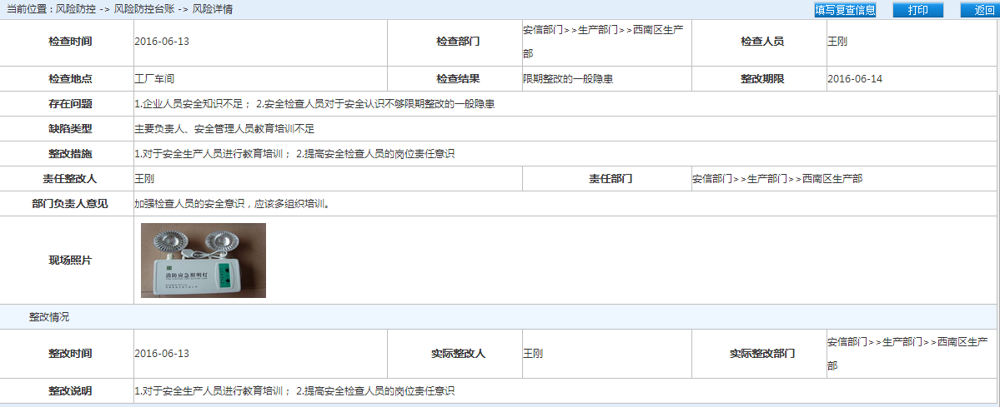 当前位置：风险防控 -> 风险防控台账 -> 风险详情
填写复查信息 打印 返回
检查时间 2016-06-13 检查部门 安信部门>>生产部门>>西南区生产部 检查人员 王刚
检查地点 工厂车间 检查结果 限期整改的一般隐患 整改期限 2016-06-14
存在问题 1.企业人员安全知识不足； 2.安全检查人员对于安全认识不够限期整改的一般隐患
缺陷类型 主要负责人、安全管理人员教育培训不足
整改措施 1.对于安全生产人员进行教育培训； 2.提高安全检查人员的岗位责任意识
责任整改人 王刚 责任部门 安信部门>>生产部门>>西南区生产部
部门负责人意见 加强检查人员的安全意识，应该多组织培训。
现场照片
消防应急照明灯
整改情况
整改时间 2016-06-13 实际整改人 王刚 实际整改部门 安信部门>>生产部门>>西南区生产部
整改说明 1.对于安全生产人员进行教育培训； 2.提高安全检查人员的岗位责任意识